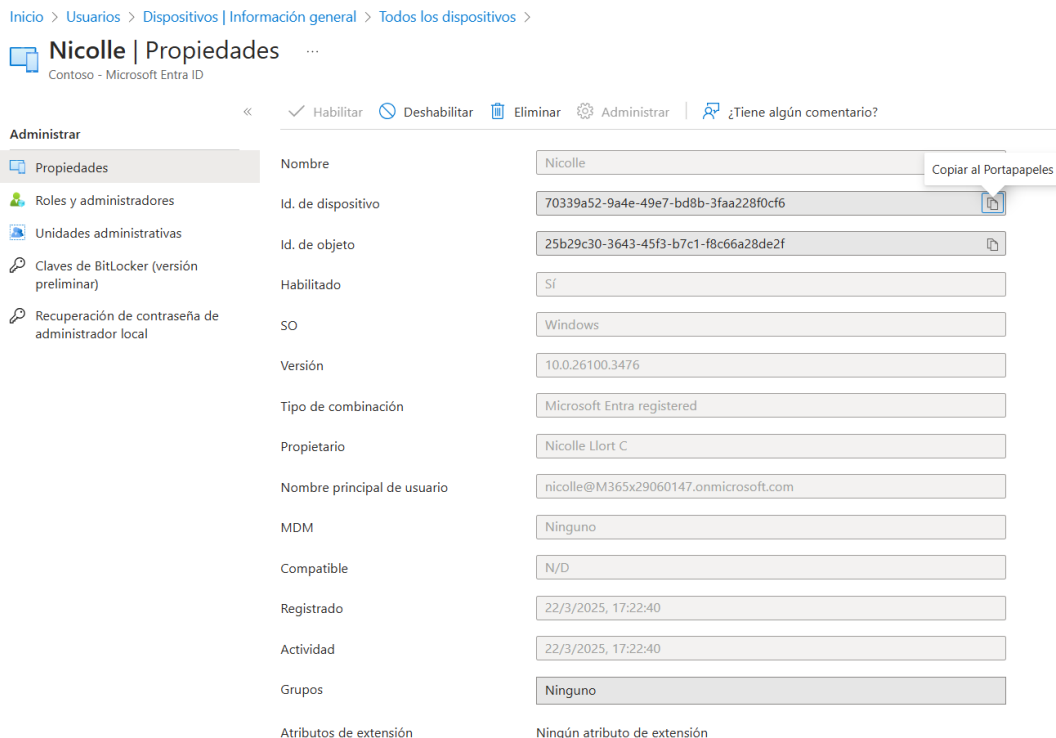 Inicio > Usuarios > Dispositivos | Información general > Todos los dispositivos >
Nicolle | Propiedades ...
Contoso - Microsoft Entra ID
«
Habilitar Deshabilitar Eliminar Administrar ¿Tiene algún comentario?
Administrar
Propiedades
Roles y administradores
Unidades administrativas
Claves de BitLocker (versión
preliminar)
Recuperación de contraseña de
administrador local
Nombre Nicolle
Copiar al Portapapeles
Id. de dispositivo 70339a52-9a4e-49e7-bd8b-3faa228f0cf6
Id. de objeto 25b29c30-3643-45f3-b7c1-f8c66a28de2f
Habilitado Sí
SO Windows
Versión 10.0.26100.3476
Tipo de combinación Microsoft Entra registered
Propietario Nicolle Llort C
Nombre principal de usuario nicolle@M365x29060147.onmicrosoft.com
MDM Ninguno
Compatible N/D
Registrado 22/3/2025, 17:22:40
Actividad 22/3/2025, 17:22:40
Grupos Ninguno
Atributos de extensión Ningún atributo de extensión